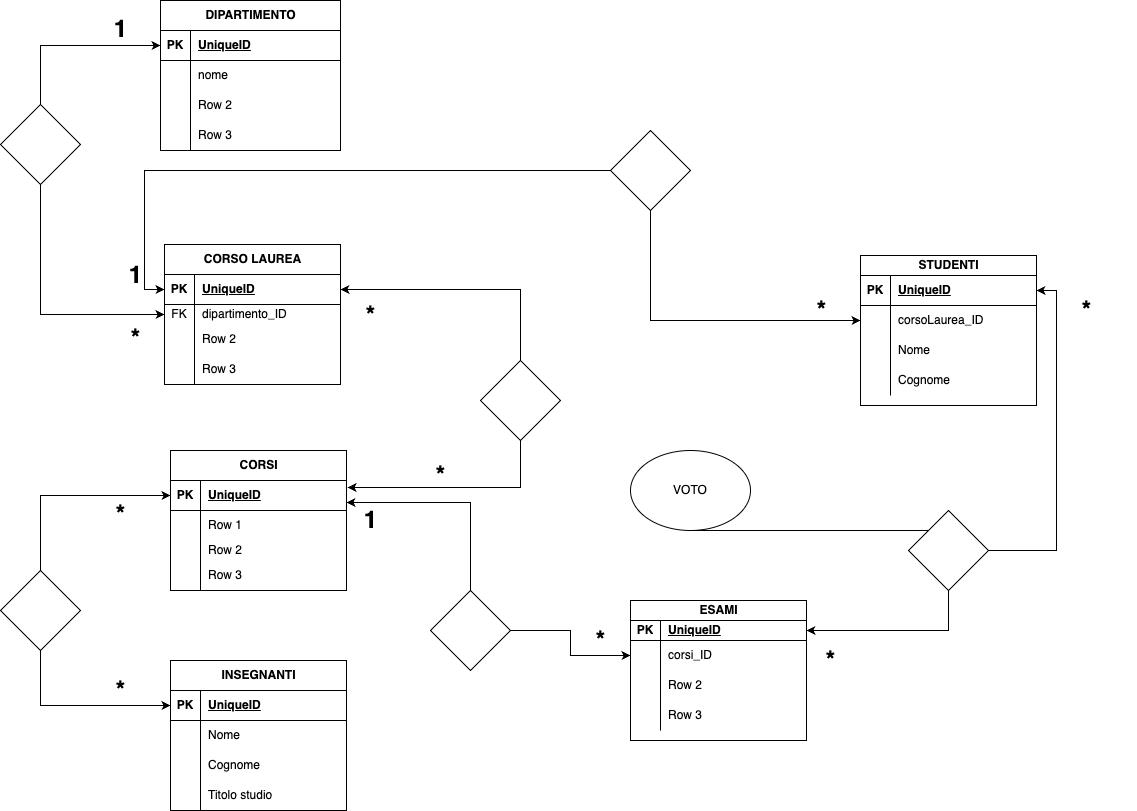 DIPARTIMENTO
1
PK UniqueID
nome
Row 2
Row 3
CORSO LAUREA
1
PK UniqueID
FK dipartimento_ID
*
*
Row 2
Row 3
STUDENTI
PK UniqueID
*
*
corsoLaurea_ID
Nome
Cognome
CORSI
*
PK UniqueID
*
1
Row 1
Row 2
Row 3
VOTO
ESAMI
PK UniqueID
*
corsi_ID
*
Row 2
Row 3
INSEGNANTI
*
PK UniqueID
Nome
Cognome
Titolo studio